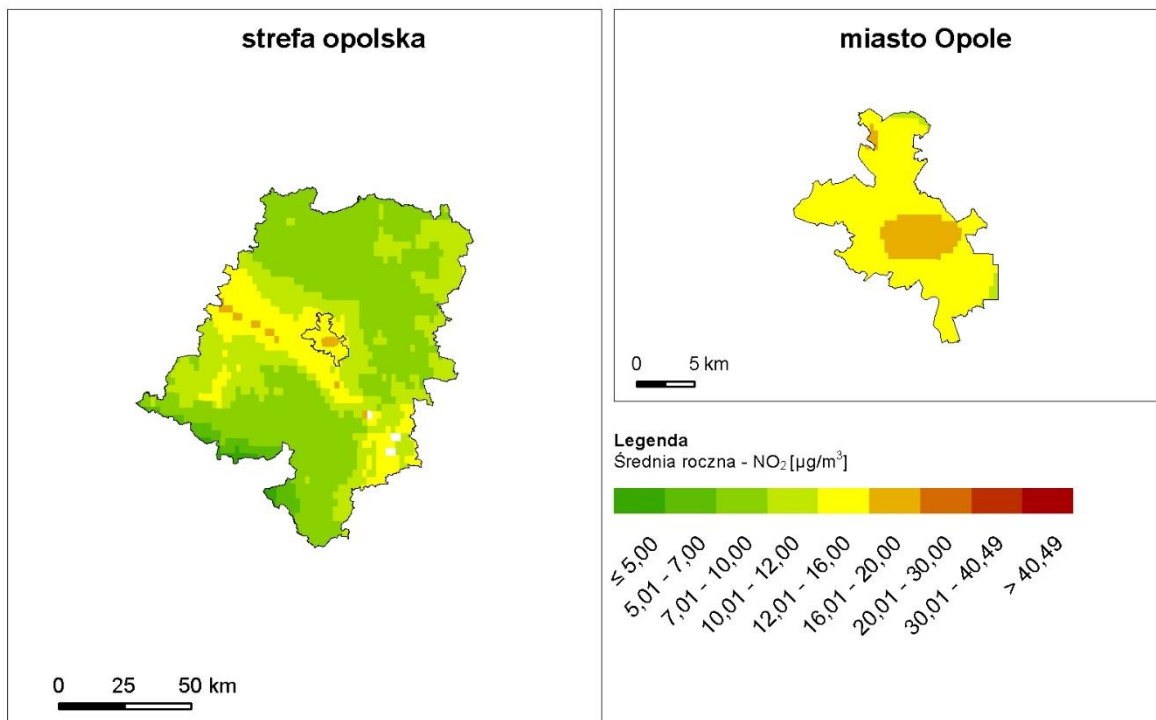 strefa opolska
0 25 50 km
miasto Opole
0 5 km
Legenda
Średnia roczna - NO₂ [µg/m³]
≤ 5,00
5,01 - 7,00
7,01 - 10,00
10,01 - 12,00
12,01 - 16,00
16,01 - 20,00
20,01 - 30,00
30,01 - 40,49
> 40,49